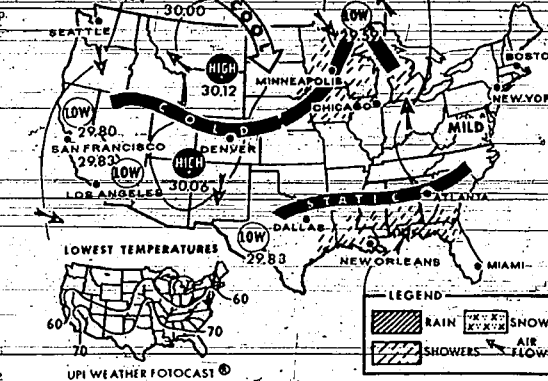 30.00
COOL
LOW
29.59
SEATTLE
BOSTON
HIGH
30.12
MINNEAPOLIS
NEW YORK
LOW
29.80
COLD
CHICAGO
MILD
SAN FRANCISCO
29.83
DENVER
LOW
HIGH
30.06
LOS ANGELES
STATIC
ATLANTA
DALLAS
LOW
29.83
NEW ORLEANS
MIAMI
LOWEST TEMPERATURES
60
60
70
70
LEGEND
RAIN
SNOW
SHOWERS
AIR
FLOW
UPI WEATHER FOTOCAST ®